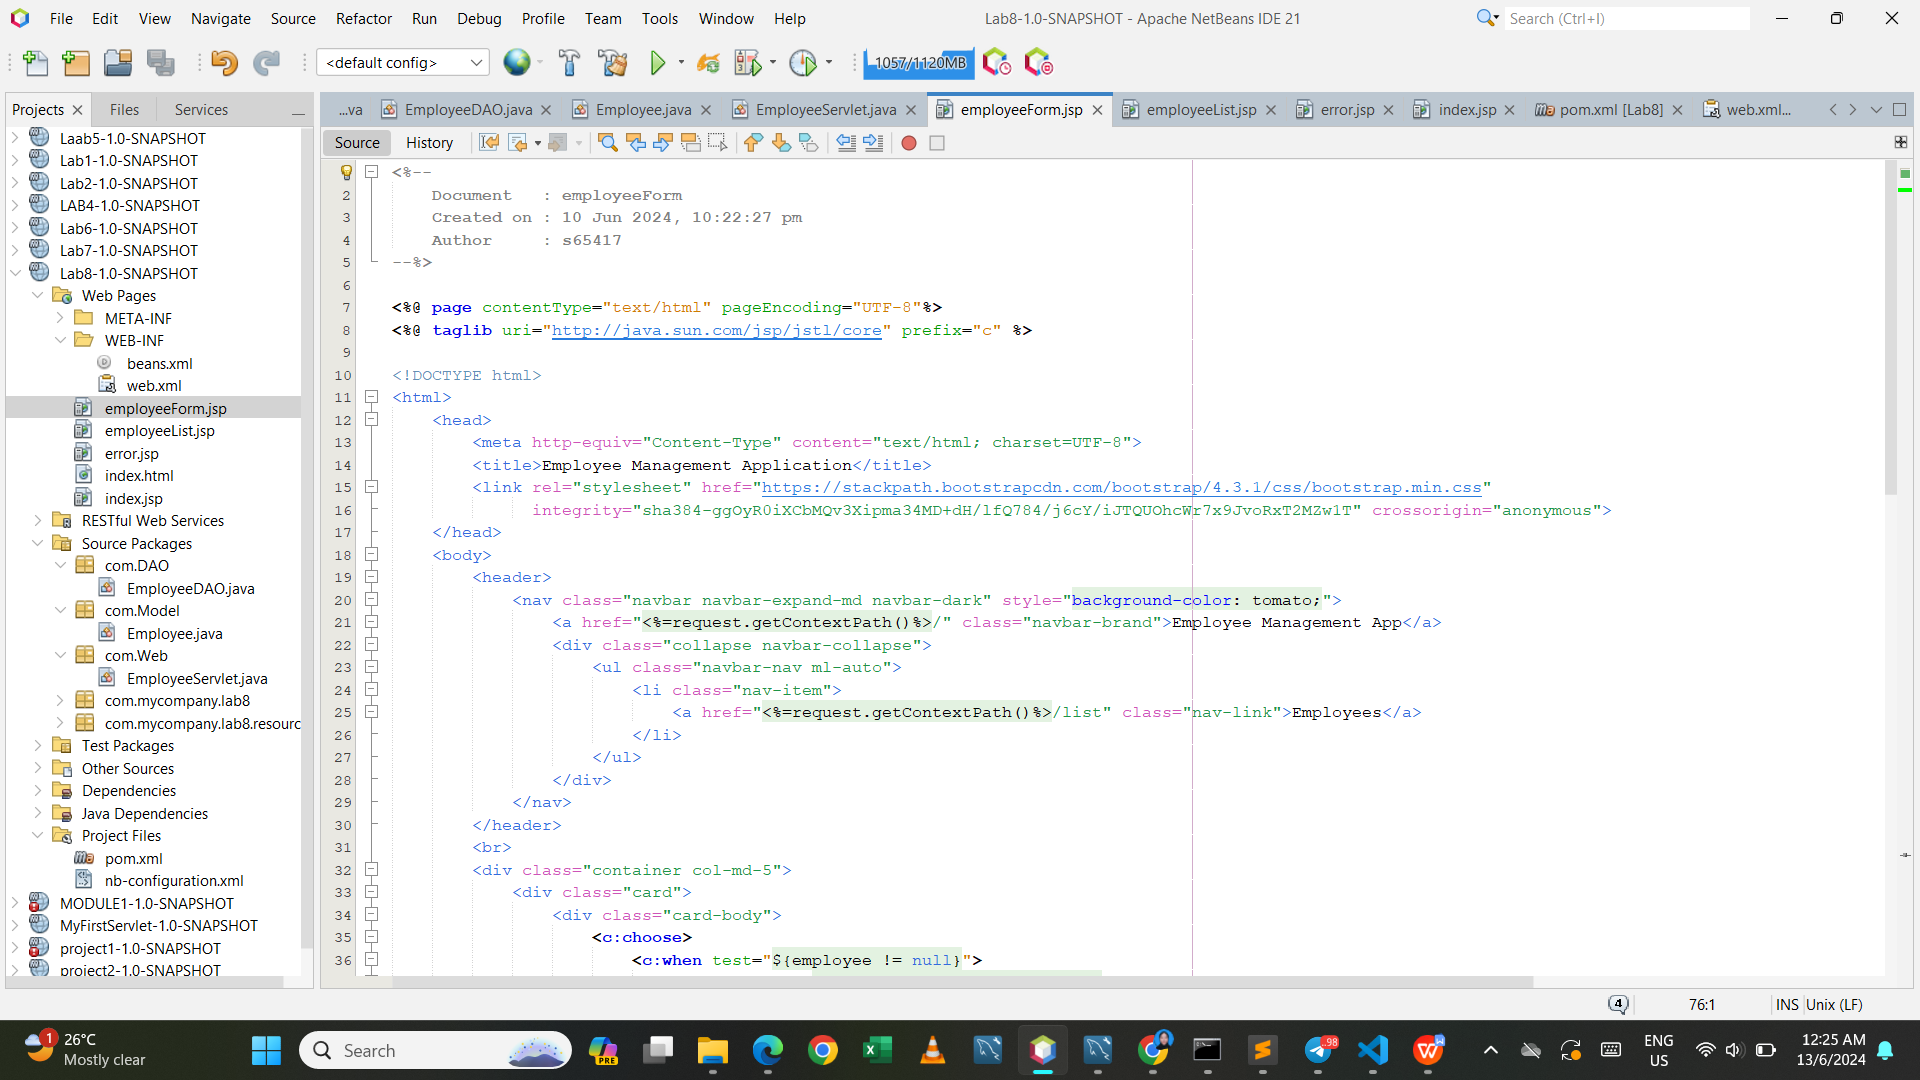 File Edit View Navigate Source Refactor Run Debug Profile Team Tools Window Help
Lab8-1.0-SNAPSHOT - Apache NetBeans IDE 21
Search (Ctrl+I)
<default config>
1057/1120MB
Projects Files Services
...va EmployeeDAO.java Employee.java EmployeeServlet.java employeeForm.jsp employeeList.jsp error.jsp index.jsp pom.xml [Lab8] web.xml...
Source History
Laab5-1.0-SNAPSHOT
Lab1-1.0-SNAPSHOT
Lab2-1.0-SNAPSHOT
LAB4-1.0-SNAPSHOT
Lab6-1.0-SNAPSHOT
Lab7-1.0-SNAPSHOT
Lab8-1.0-SNAPSHOT
Web Pages
META-INF
WEB-INF
beans.xml
web.xml
employeeForm.jsp
employeeList.jsp
error.jsp
index.html
index.jsp
RESTful Web Services
Source Packages
com.DAO
EmployeeDAO.java
com.Model
Employee.java
com.Web
EmployeeServlet.java
com.mycompany.lab8
com.mycompany.lab8.resourc
Test Packages
Other Sources
Dependencies
Java Dependencies
Project Files
pom.xml
nb-configuration.xml
MODULE1-1.0-SNAPSHOT
MyFirstServlet-1.0-SNAPSHOT
project1-1.0-SNAPSHOT
project2-1.0-SNAPSHOT
<%--
2 Document : employeeForm
3 Created on : 10 Jun 2024, 10:22:27 pm
4 Author : s65417
5 --%>
6
7 <%@ page contentType="text/html" pageEncoding="UTF-8"%>
8 <%@ taglib uri="http://java.sun.com/jsp/jstl/core" prefix="c" %>
9
10 <!DOCTYPE html>
11 <html>
12 <head>
13 <meta http-equiv="Content-Type" content="text/html; charset=UTF-8">
14 <title>Employee Management Application</title>
15 <link rel="stylesheet" href="https://stackpath.bootstrapcdn.com/bootstrap/4.3.1/css/bootstrap.min.css"
16 integrity="sha384-ggOyR0iXCbMQv3Xipma34MD+dH/1fQ784/j6cY/iJTQUOhcWr7x9JvoRxT2MZw1T" crossorigin="anonymous">
17 </head>
18 <body>
19 <header>
20 <nav class="navbar navbar-expand-md navbar-dark" style="background-color: tomato;">
21 <a href="<%=request.getContextPath()%>/" class="navbar-brand">Employee Management App</a>
22 <div class="collapse navbar-collapse">
23 <ul class="navbar-nav ml-auto">
24 <li class="nav-item">
25 <a href="<%=request.getContextPath()%>/list" class="nav-link">Employees</a>
26 </li>
27 </ul>
28 </div>
29 </nav>
30 </header>
31 <br>
32 <div class="container col-md-5">
33 <div class="card">
34 <div class="card-body">
35 <c:choose>
36 <c:when test="${employee != null}">
4 76:1 INS Unix (LF)
1 26°C
Mostly clear
Search
PRE
98
ENG
US
12:25 AM
13/6/2024